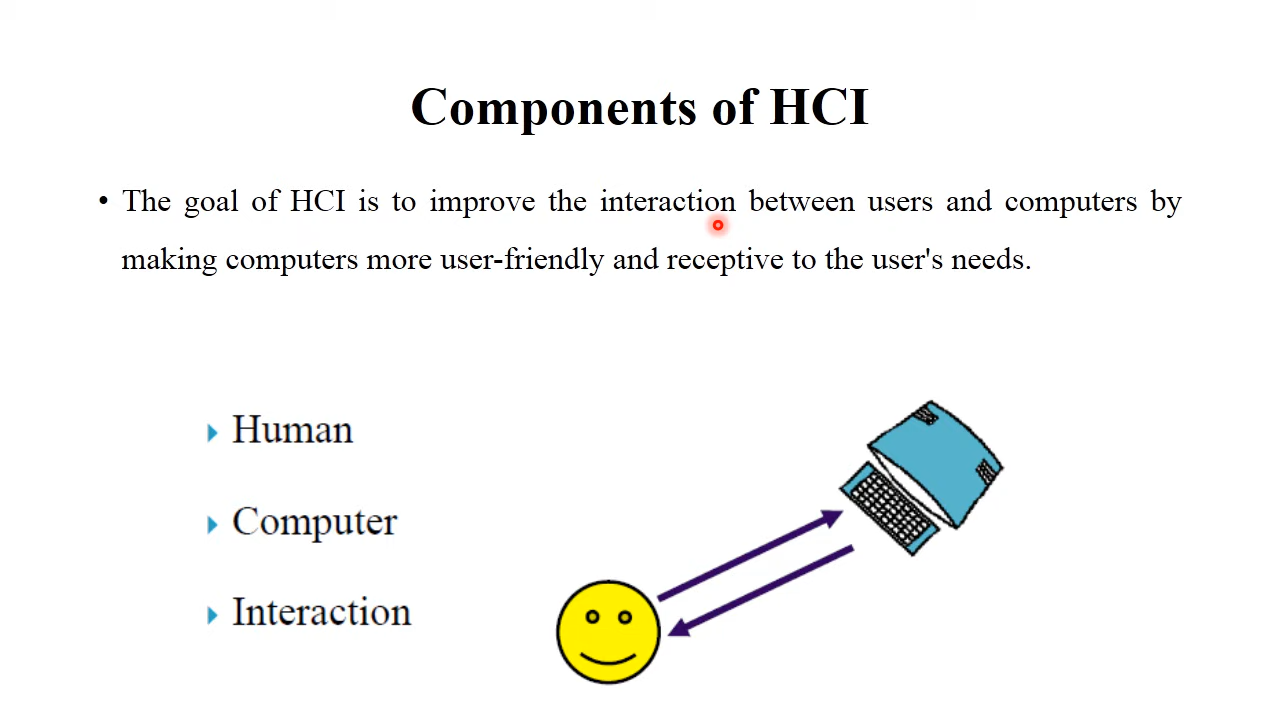 Components of HCI
• The goal of HCI is to improve the interaction between users and computers by
making computers more user-friendly and receptive to the user's needs.
Human
Computer
Interaction